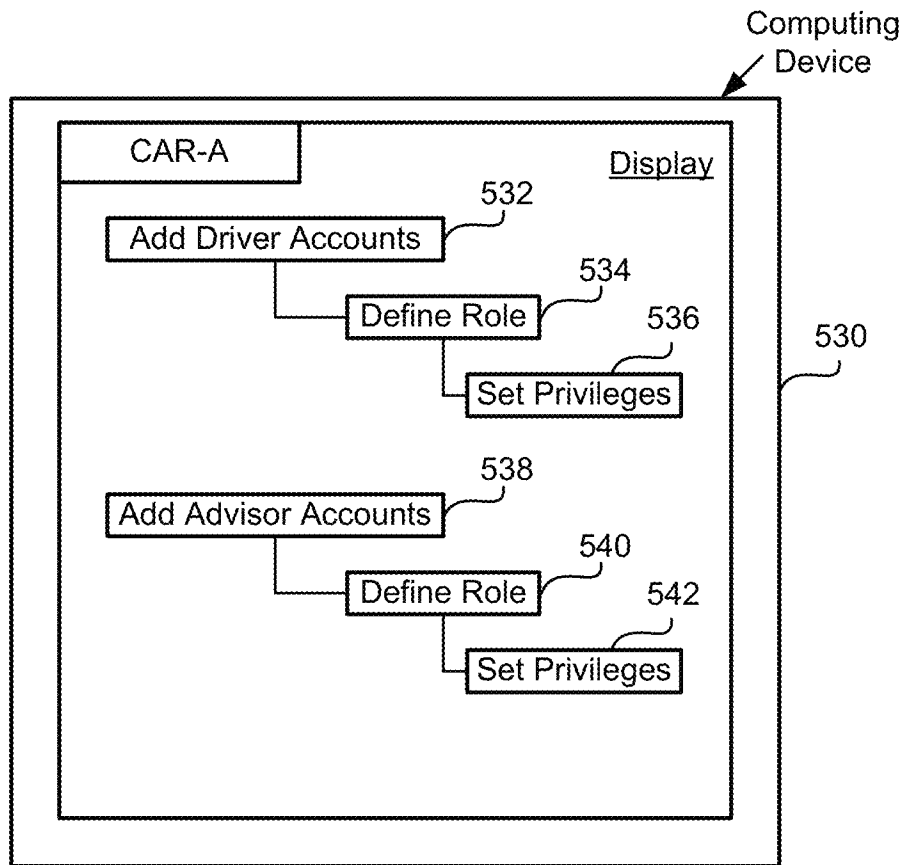 Computing
Device
CAR-A
Display
532
Add Driver Accounts
534
Define Role
536
530
Set Privileges
538
Add Advisor Accounts
540
Define Role
542
Set Privileges